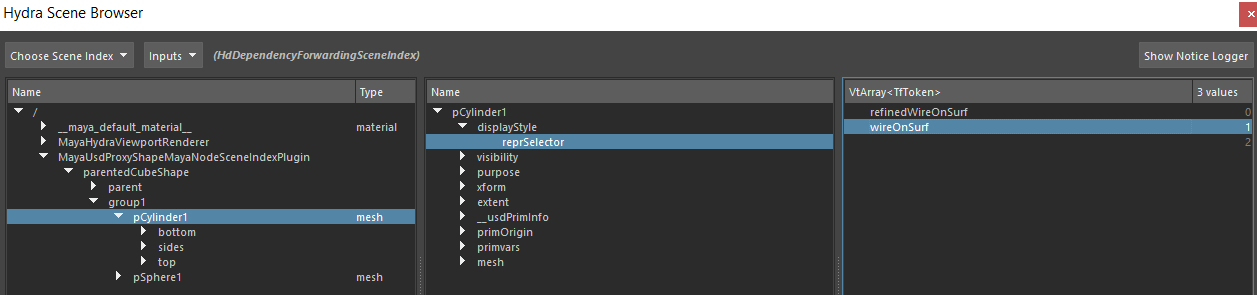 Hydra Scene Browser
Choose Scene Index Inputs (HdDependencyForwardingSceneIndex) Show Notice Logger
Name Type
/
__maya_default_material__ material
MayaHydraViewportRenderer
MayaUsdProxyShapeMayaNodeSceneIndexPlugin
parentedCubeShape
parent
group1
pCylinder1 mesh
bottom
sides
top
pSphere1 mesh
Name
pCylinder1
displayStyle
reprSelector
visibility
purpose
xform
extent
__usdPrimInfo
primOrigin
primvars
mesh
VtArray<TfToken> 3 values
refinedWireOnSurf 0
wireOnSurf 1
2